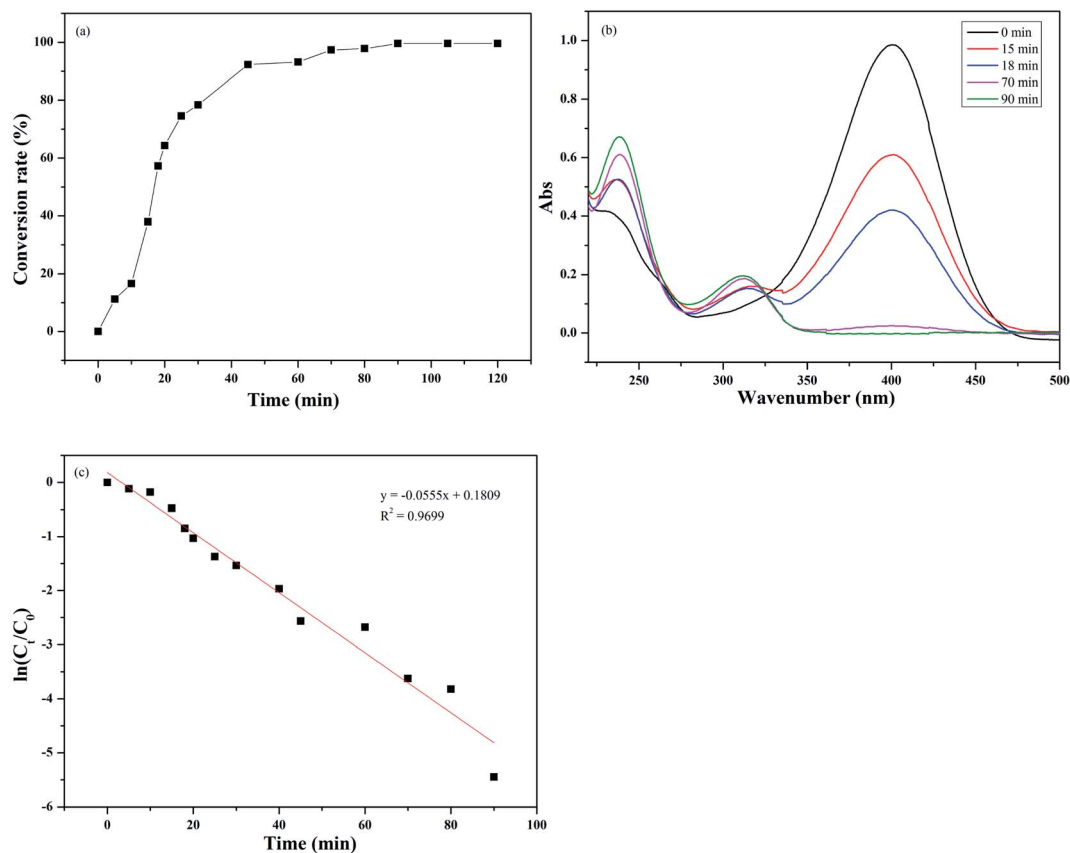 (a)
100
80
60
40
20
0
Conversion rate (%)
0 20 40 60 80 100 120
Time (min)
(b)
0 min
15 min
18 min
70 min
90 min
1.0
0.8
0.6
0.4
0.2
0.0
Abs
250 300 350 400 450 500
Wavenumber (nm)
(c)
y = -0.0555x + 0.1809
R² = 0.9699
0
-1
-2
-3
-4
-5
-6
ln(Cₜ/C₀)
0 20 40 60 80 100
Time (min)